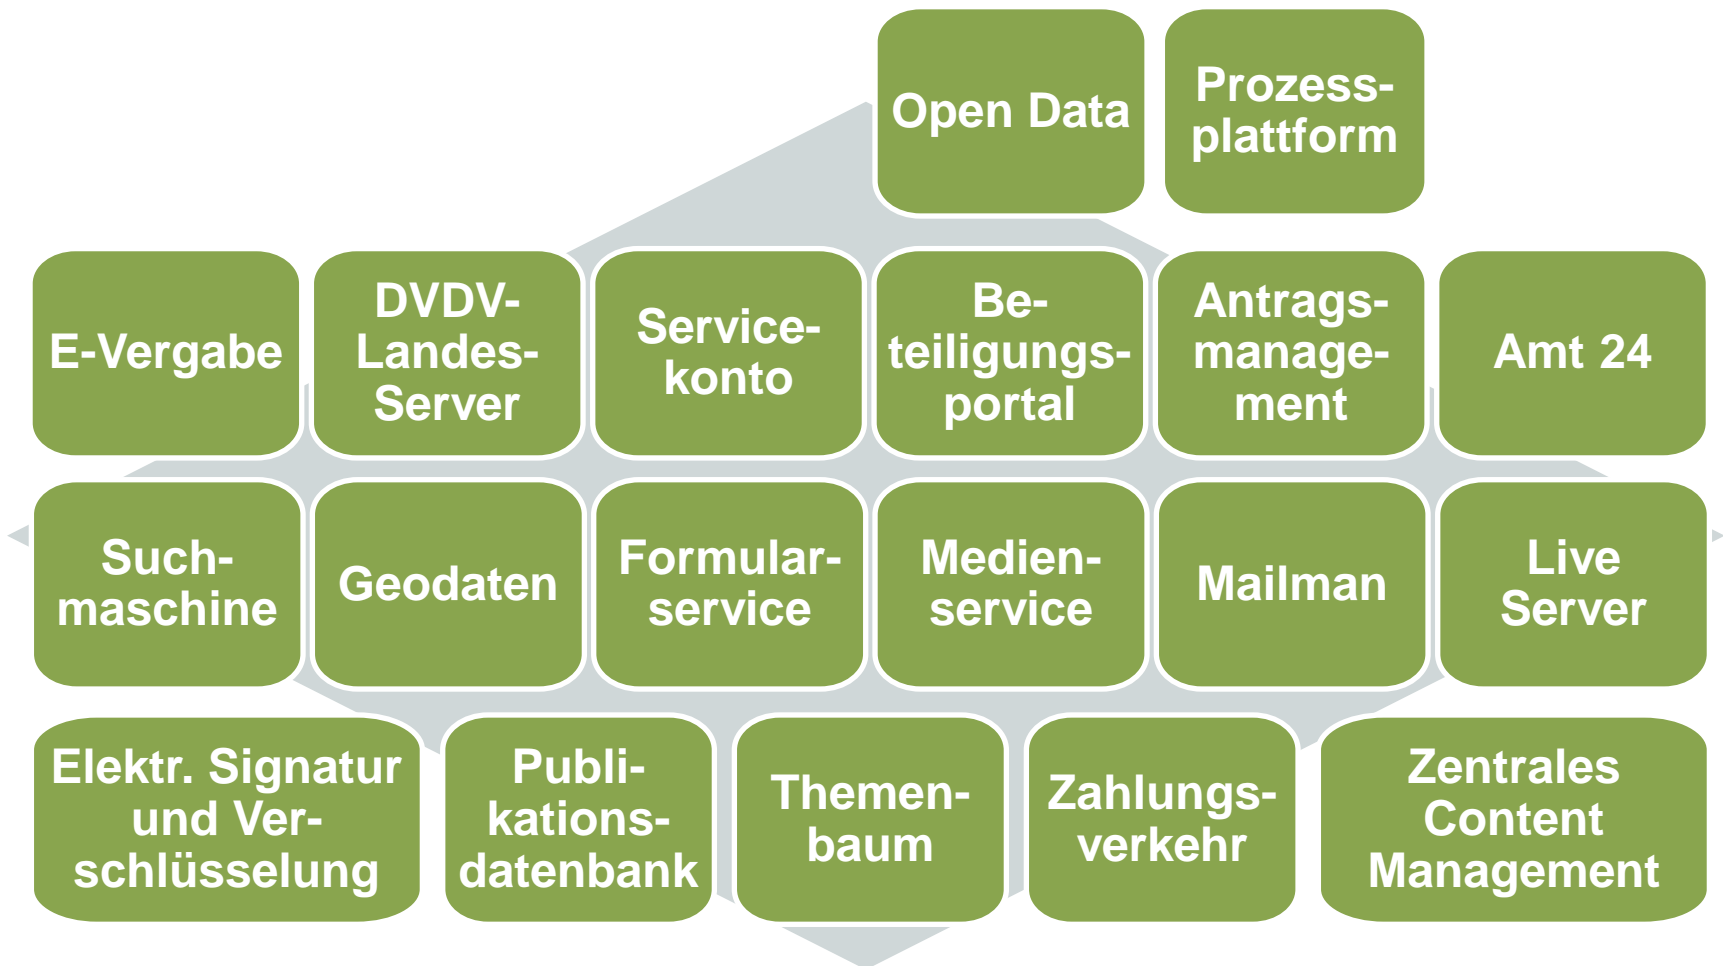 Open Data
Prozess-
plattform
E-Vergabe
DVDV-
Landes-
Server
Service-
konto
Be-
teiligungs-
portal
Antrags-
manage-
ment
Amt 24
Such-
maschine
Geodaten
Formular-
service
Medien-
service
Mailman
Live
Server
Elektr. Signatur
und Ver-
schlüsselung
Publi-
kations-
datenbank
Themen-
baum
Zahlungs-
verkehr
Zentrales
Content
Management